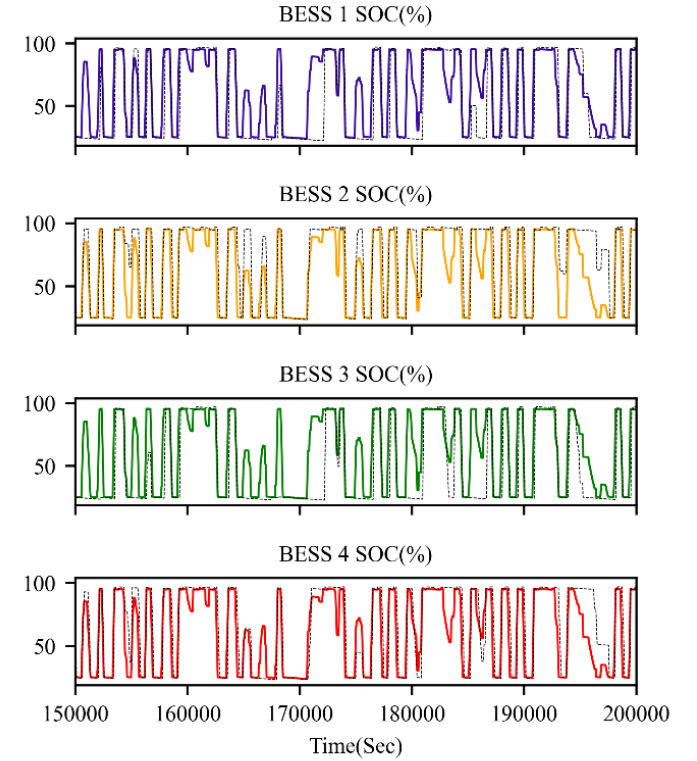 BESS 1 SOC(%)
100
50
BESS 2 SOC(%)
100
50
BESS 3 SOC(%)
100
50
BESS 4 SOC(%)
100
50
150000 160000 170000 180000 190000 200000
Time(Sec)